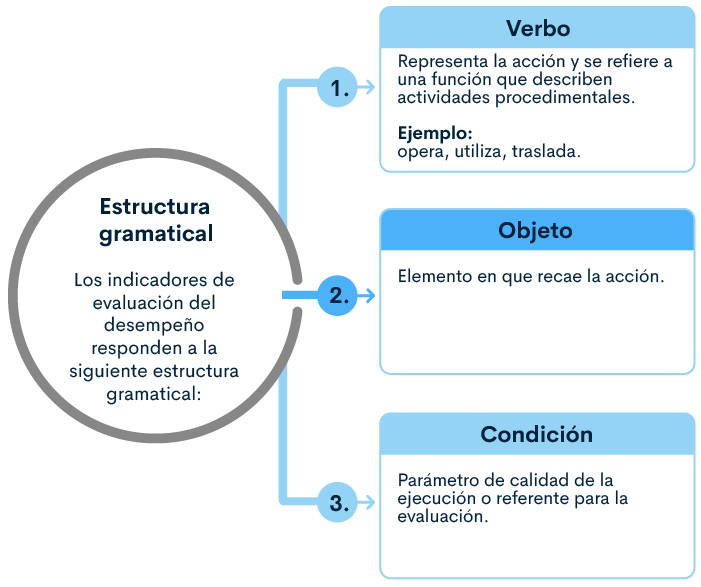 Estructura
gramatical
Los indicadores de
evaluación del
desempeño
responden a la
siguiente estructura
gramatical:
1.
Verbo
Representa la acción y se refiere a
una función que describen
actividades procedimentales.
Ejemplo:
opera, utiliza, traslada.
2.
Objeto
Elemento en que recae la acción.
3.
Condición
Parámetro de calidad de la
ejecución o referente para la
evaluación.